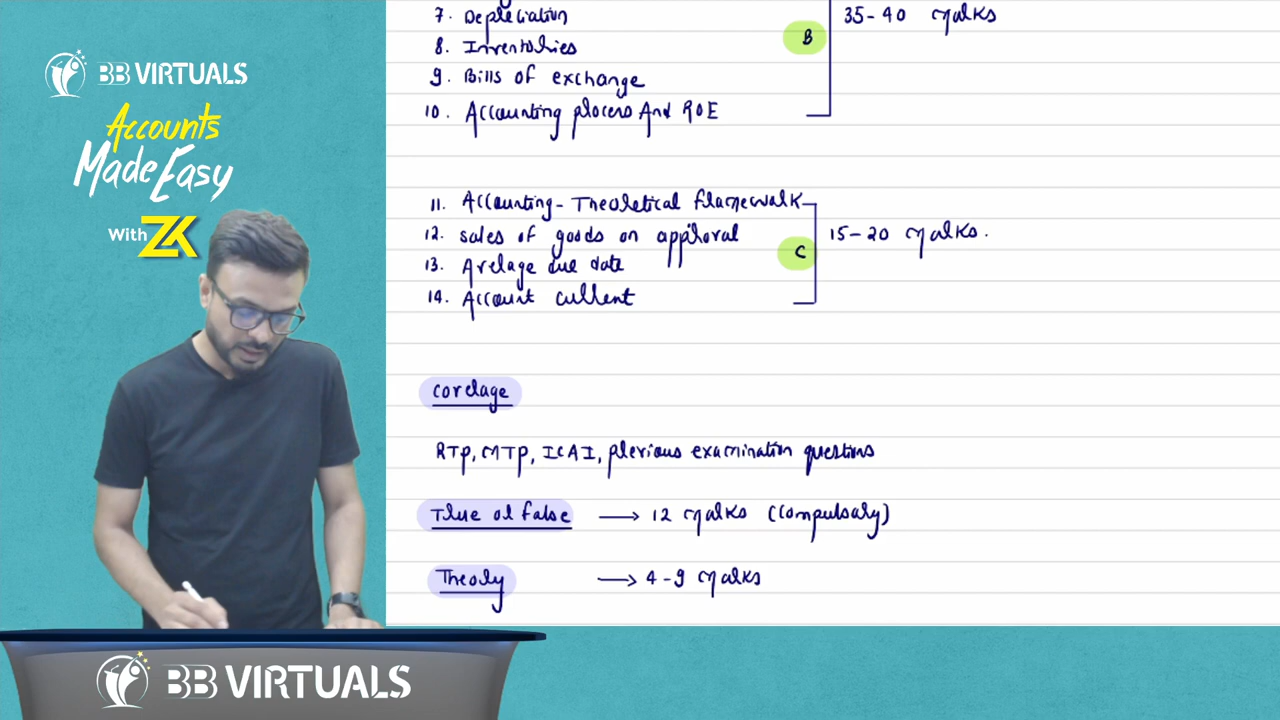 7. Depreciation
35-40 Marks
8. Inventories
B
9. Bills of exchange
10. Accounting process And ROE
11. Accounting - Theoretical framework
12. sales of goods on approval
15-20 Marks.
C
13. Average due date
14. Account current
Coverage
RTP, MTP, ICAI, previous examination questions
True or false → 12 Marks (Compulsary)
Theory → 4-9 Marks
BB VIRTUALS
Accounts
Made Easy
With ZK
BB VIRTUALS